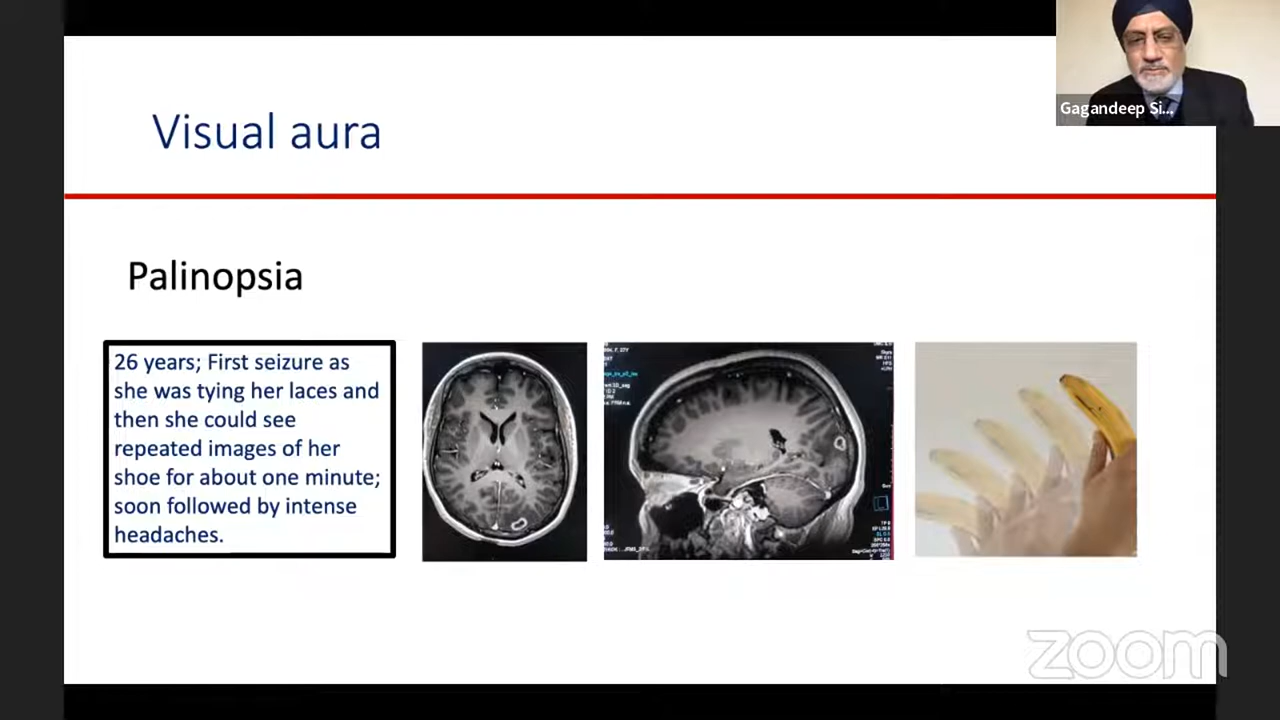 Gagandeep Si...
Visual aura
Palinopsia
26 years; First seizure as
she was tying her laces and
then she could see
repeated images of her
shoe for about one minute;
soon followed by intense
headaches.
zoom